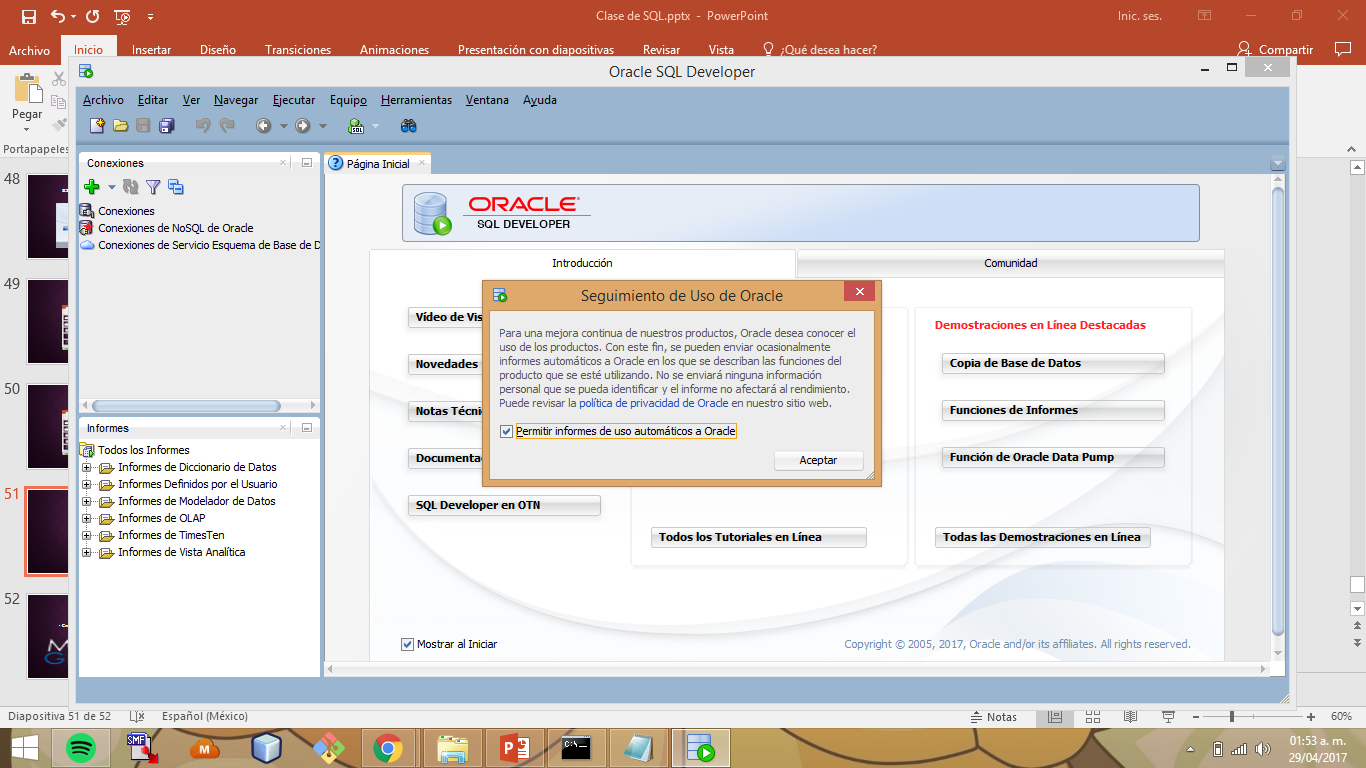 Clase de SQL.pptx - PowerPoint
Inic. ses.
Archivo Inicio Insertar Diseño Transiciones Animaciones Presentación con diapositivas Revisar Vista ¿Qué desea hacer? Compartir
Pegar
Portapapeles
Oracle SQL Developer
Archivo Editar Ver Navegar Ejecutar Equipo Herramientas Ventana Ayuda
Conexiones
Conexiones
Conexiones de NoSQL de Oracle
Conexiones de Servicio Esquema de Base de D
Informes
Todos los Informes
Informes de Diccionario de Datos
Informes Definidos por el Usuario
Informes de Modelador de Datos
Informes de OLAP
Informes de TimesTen
Informes de Vista Analítica
Página Inicial
ORACLE
SQL DEVELOPER
Introducción
Comunidad
Vídeo de Vis
Novedades
Notas Técni
Documenta
SQL Developer en OTN
Todos los Tutoriales en Línea
Demostraciones en Línea Destacadas
Copia de Base de Datos
Funciones de Informes
Función de Oracle Data Pump
Todas las Demostraciones en Línea
Seguimiento de Uso de Oracle
Para una mejora continua de nuestros productos, Oracle desea conocer el
uso de los productos. Con este fin, se pueden enviar ocasionalmente
informes automáticos a Oracle en los que se describan las funciones del
producto que se esté utilizando. No se enviará ninguna información
personal que se pueda identificar y el informe no afectará al rendimiento.
Puede revisar la política de privacidad de Oracle en nuestro sitio web.
Permitir informes de uso automáticos a Oracle
Aceptar
Mostrar al Iniciar
Copyright © 2005, 2017, Oracle and/or its affiliates. All rights reserved.
48
49
50
51
52
Diapositiva 51 de 52
Español (México)
Notas
60%
01:53 a. m.
29/04/2017